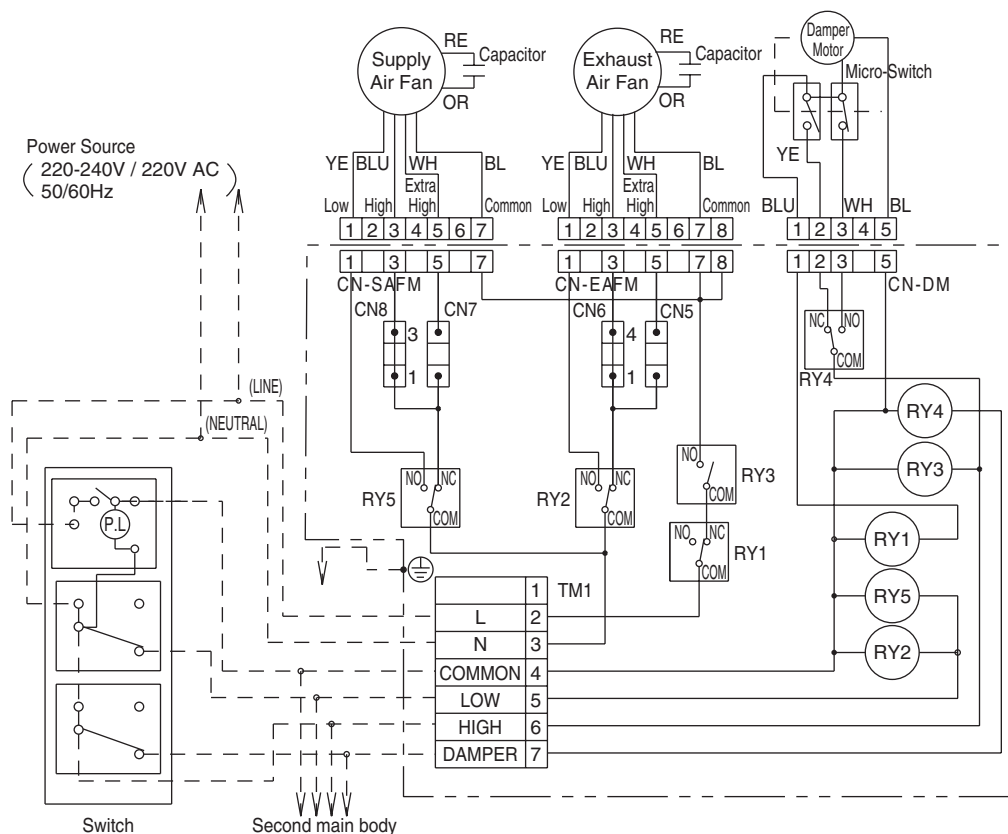 Supply
Air Fan
RE
Capacitor
OR
Exhaust
Air Fan
RE
Capacitor
OR
Damper
Motor
Micro-Switch
YE
Power Source
( 220-240V / 220V AC )
50/60Hz
YE BLU WH BL
Extra
Low High High Common
1 2 3 4 5 6 7
1 3 5 7
CN-SAFM
CN8 CN7
3
1
YE BLU WH BL
Extra
Low High High Common
1 2 3 4 5 6 7 8
1 3 5 7 8
CN-EAFM
CN6 CN5
4
1
BLU WH BL
1 2 3 4 5
1 2 3 5
CN-DM
NC NO
COM
RY4
(LINE)
(NEUTRAL)
NO NC
COM
RY5
NO NC
COM
RY2
NO
COM
RY3
NO NC
COM
RY1
RY4
RY3
RY1
RY5
RY2
P.L
1 TM1
L 2
N 3
COMMON 4
LOW 5
HIGH 6
DAMPER 7
Switch
Second main body